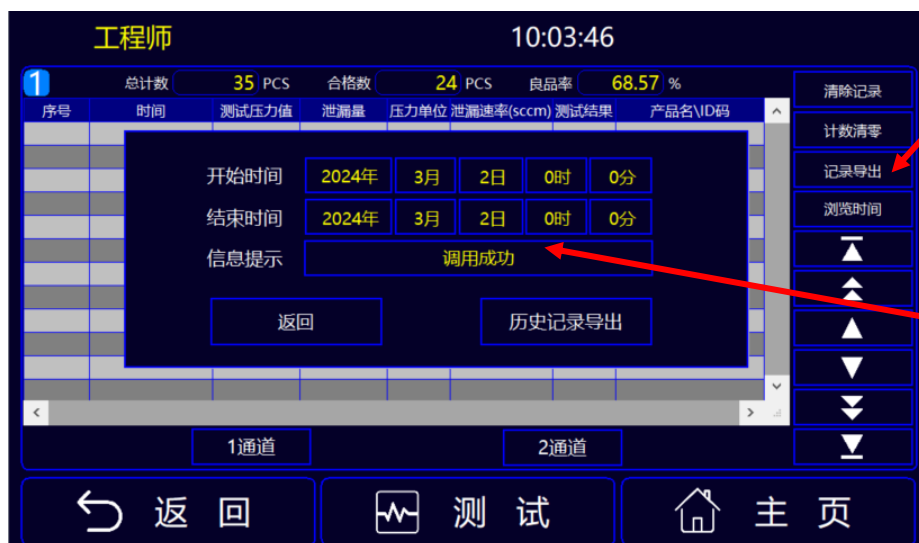 工程师 10:03:46
1 总计数 35 PCS 合格数 24 PCS 良品率 68.57 %
序号 时间 测试压力值 泄漏量 压力单位 泄漏速率(sccm) 测试结果 产品名\ID码
清除记录
计数清零
记录导出
浏览时间
开始时间 2024年 3月 2日 0时 0分
结束时间 2024年 3月 2日 0时 0分
信息提示 调用成功
返回 历史记录导出
1通道 2通道
返 回 测 试 主 页